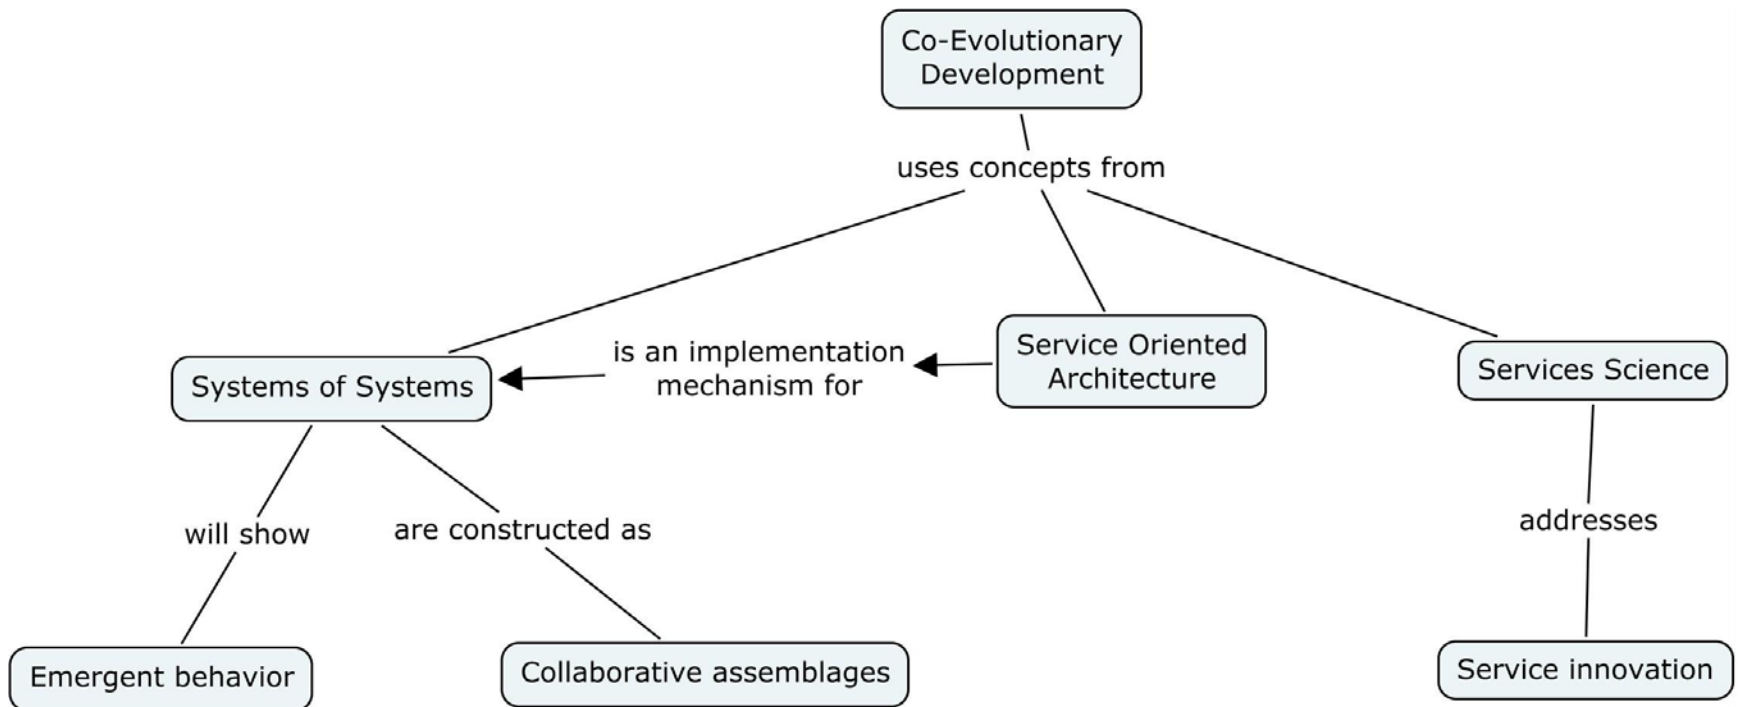 Co-Evolutionary
Development
uses concepts from
is an implementation
mechanism for
Service Oriented
Architecture
Systems of Systems
Services Science
will show
are constructed as
addresses
Emergent behavior
Collaborative assemblages
Service innovation